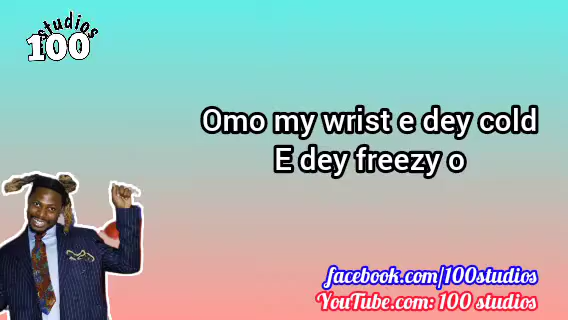 studios
100
Omo my wrist e dey cold
E dey freezy o
facebook.com/100studios
YouTube.com: 100 studios